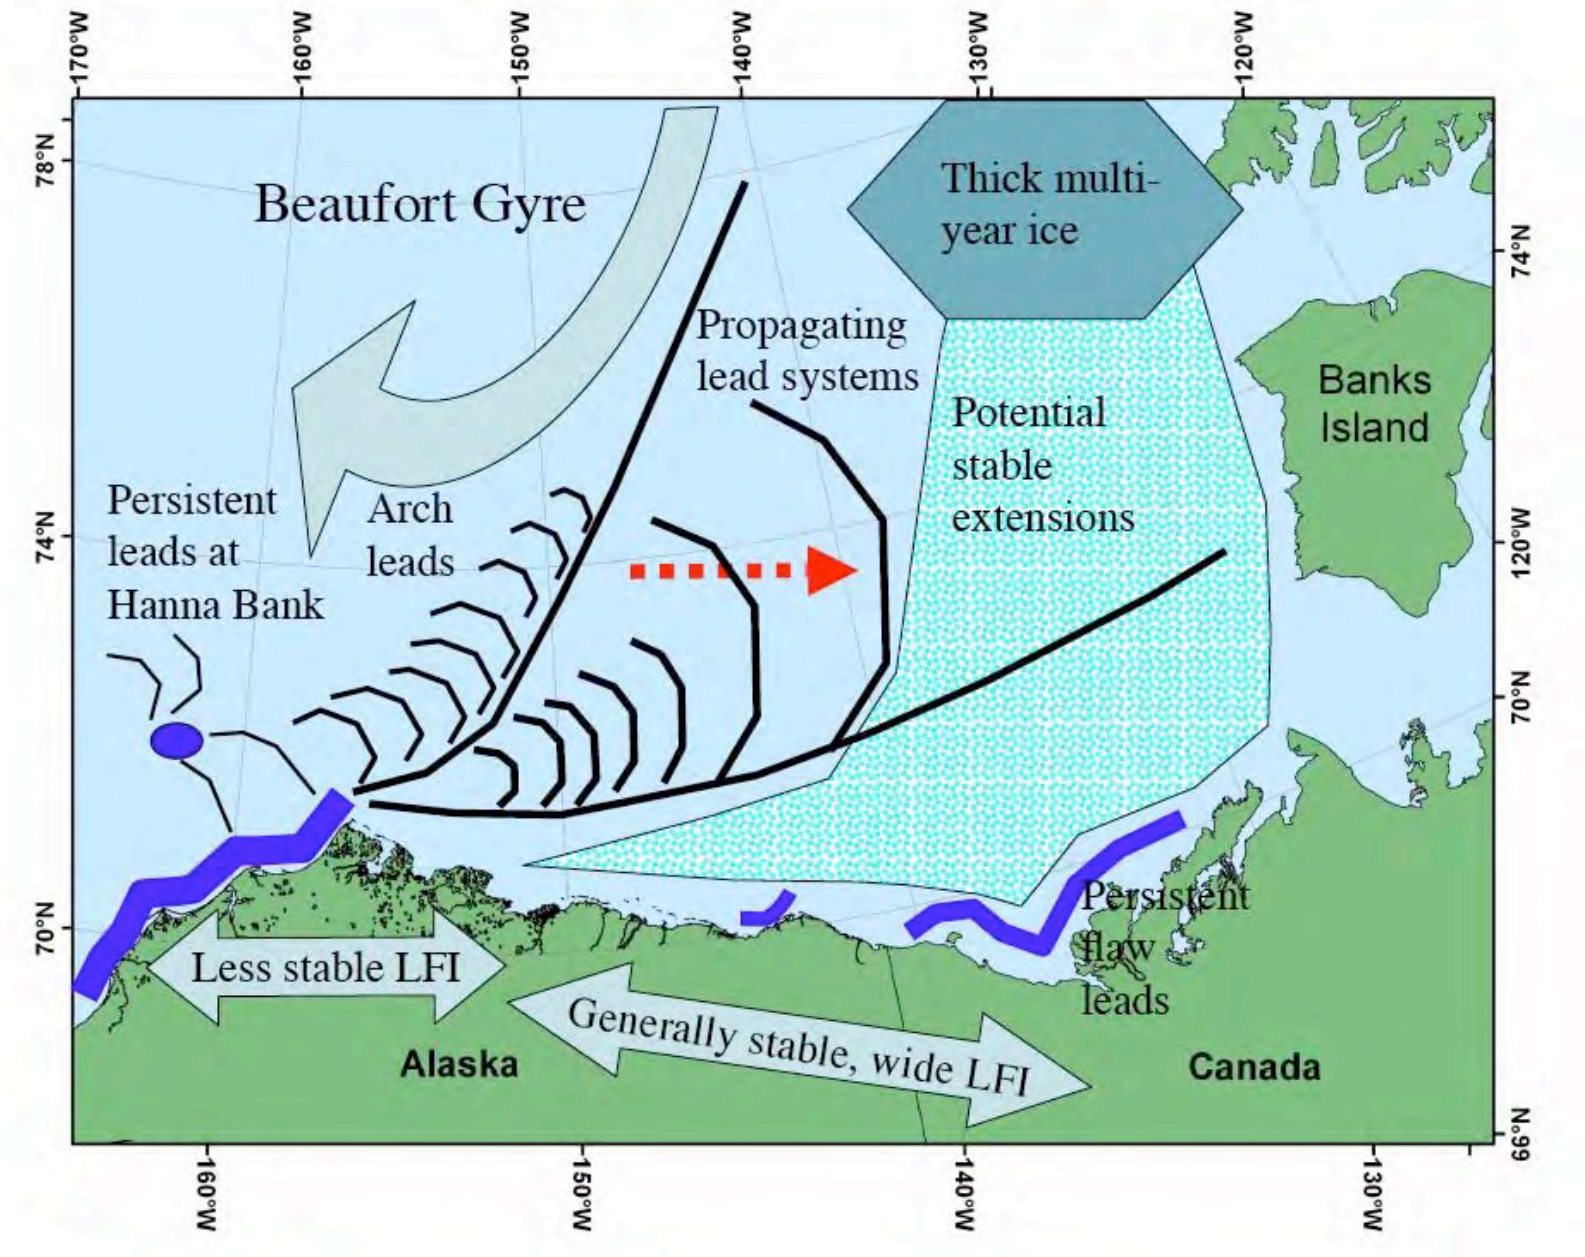 170°W
160°W
150°W
140°W
130°W
120°W
78°N
74°N
70°N
74°N
120°W
70°N
66°N
Beaufort Gyre
Thick multi-
year ice
Propagating
lead systems
Banks
Island
Potential
stable
extensions
Persistent
leads at
Hanna Bank
Arch
leads
Persistent
flaw
leads
Less stable LFI
Generally stable, wide LFI
Alaska
Canada
160°W
150°W
140°W
130°W